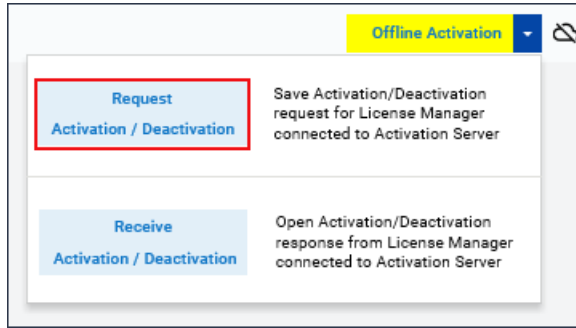 Offline Activation
Request
Activation / Deactivation
Save Activation/Deactivation
request for License Manager
connected to Activation Server
Receive
Activation / Deactivation
Open Activation/Deactivation
response from License Manager
connected to Activation Server